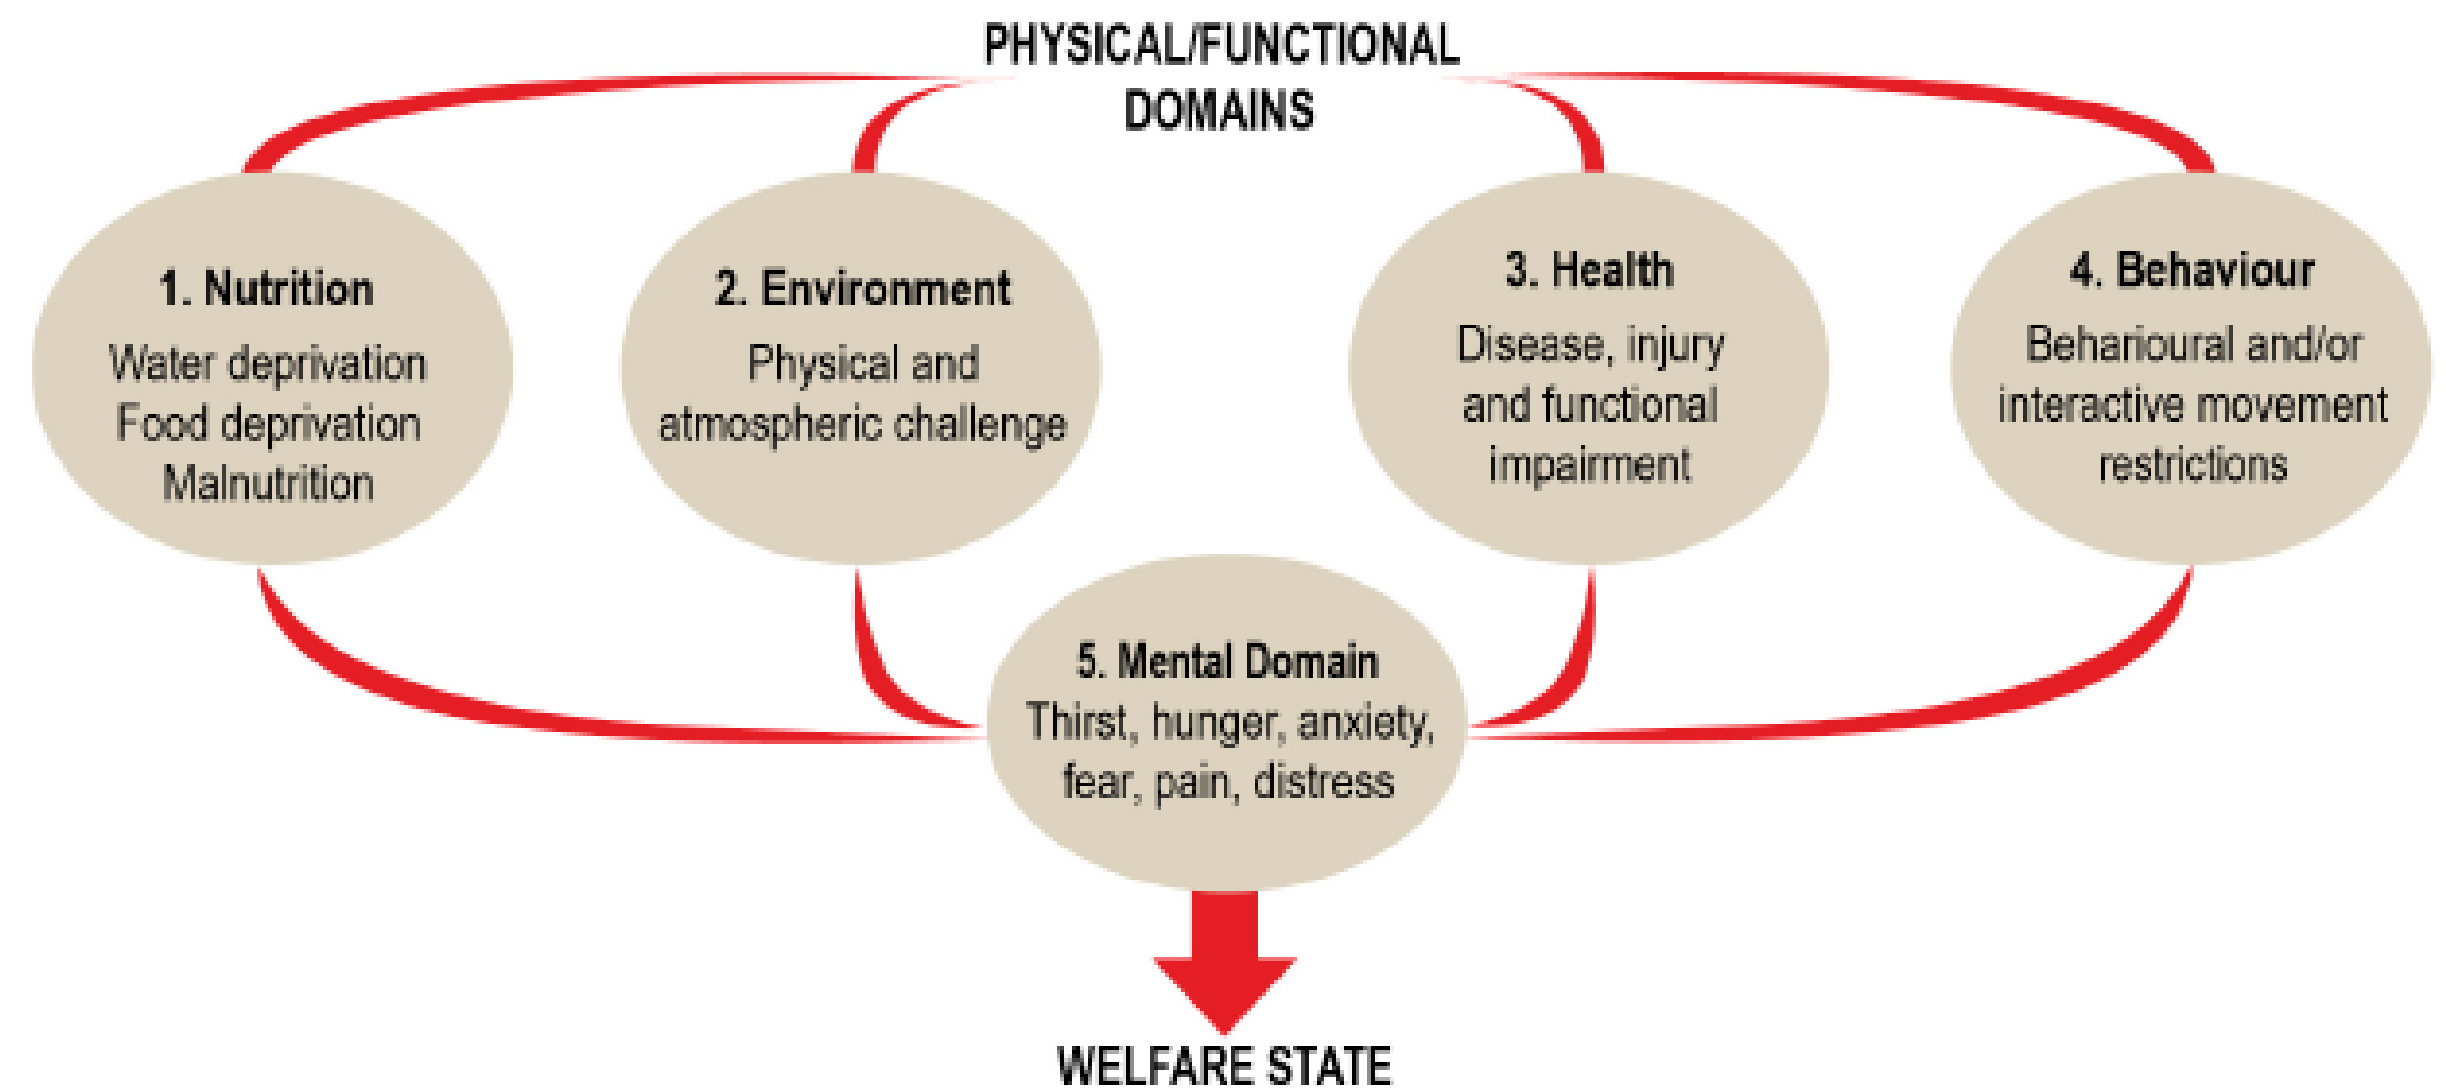 PHYSICAL/FUNCTIONAL
DOMAINS
1. Nutrition
Water deprivation
Food deprivation
Malnutrition
2. Environment
Physical and
atmospheric challenge
3. Health
Disease, injury
and functional
impairment
4. Behaviour
Beharioural and/or
interactive movement
restrictions
5. Mental Domain
Thirst, hunger, anxiety,
fear, pain, distress
WELFARE STATE